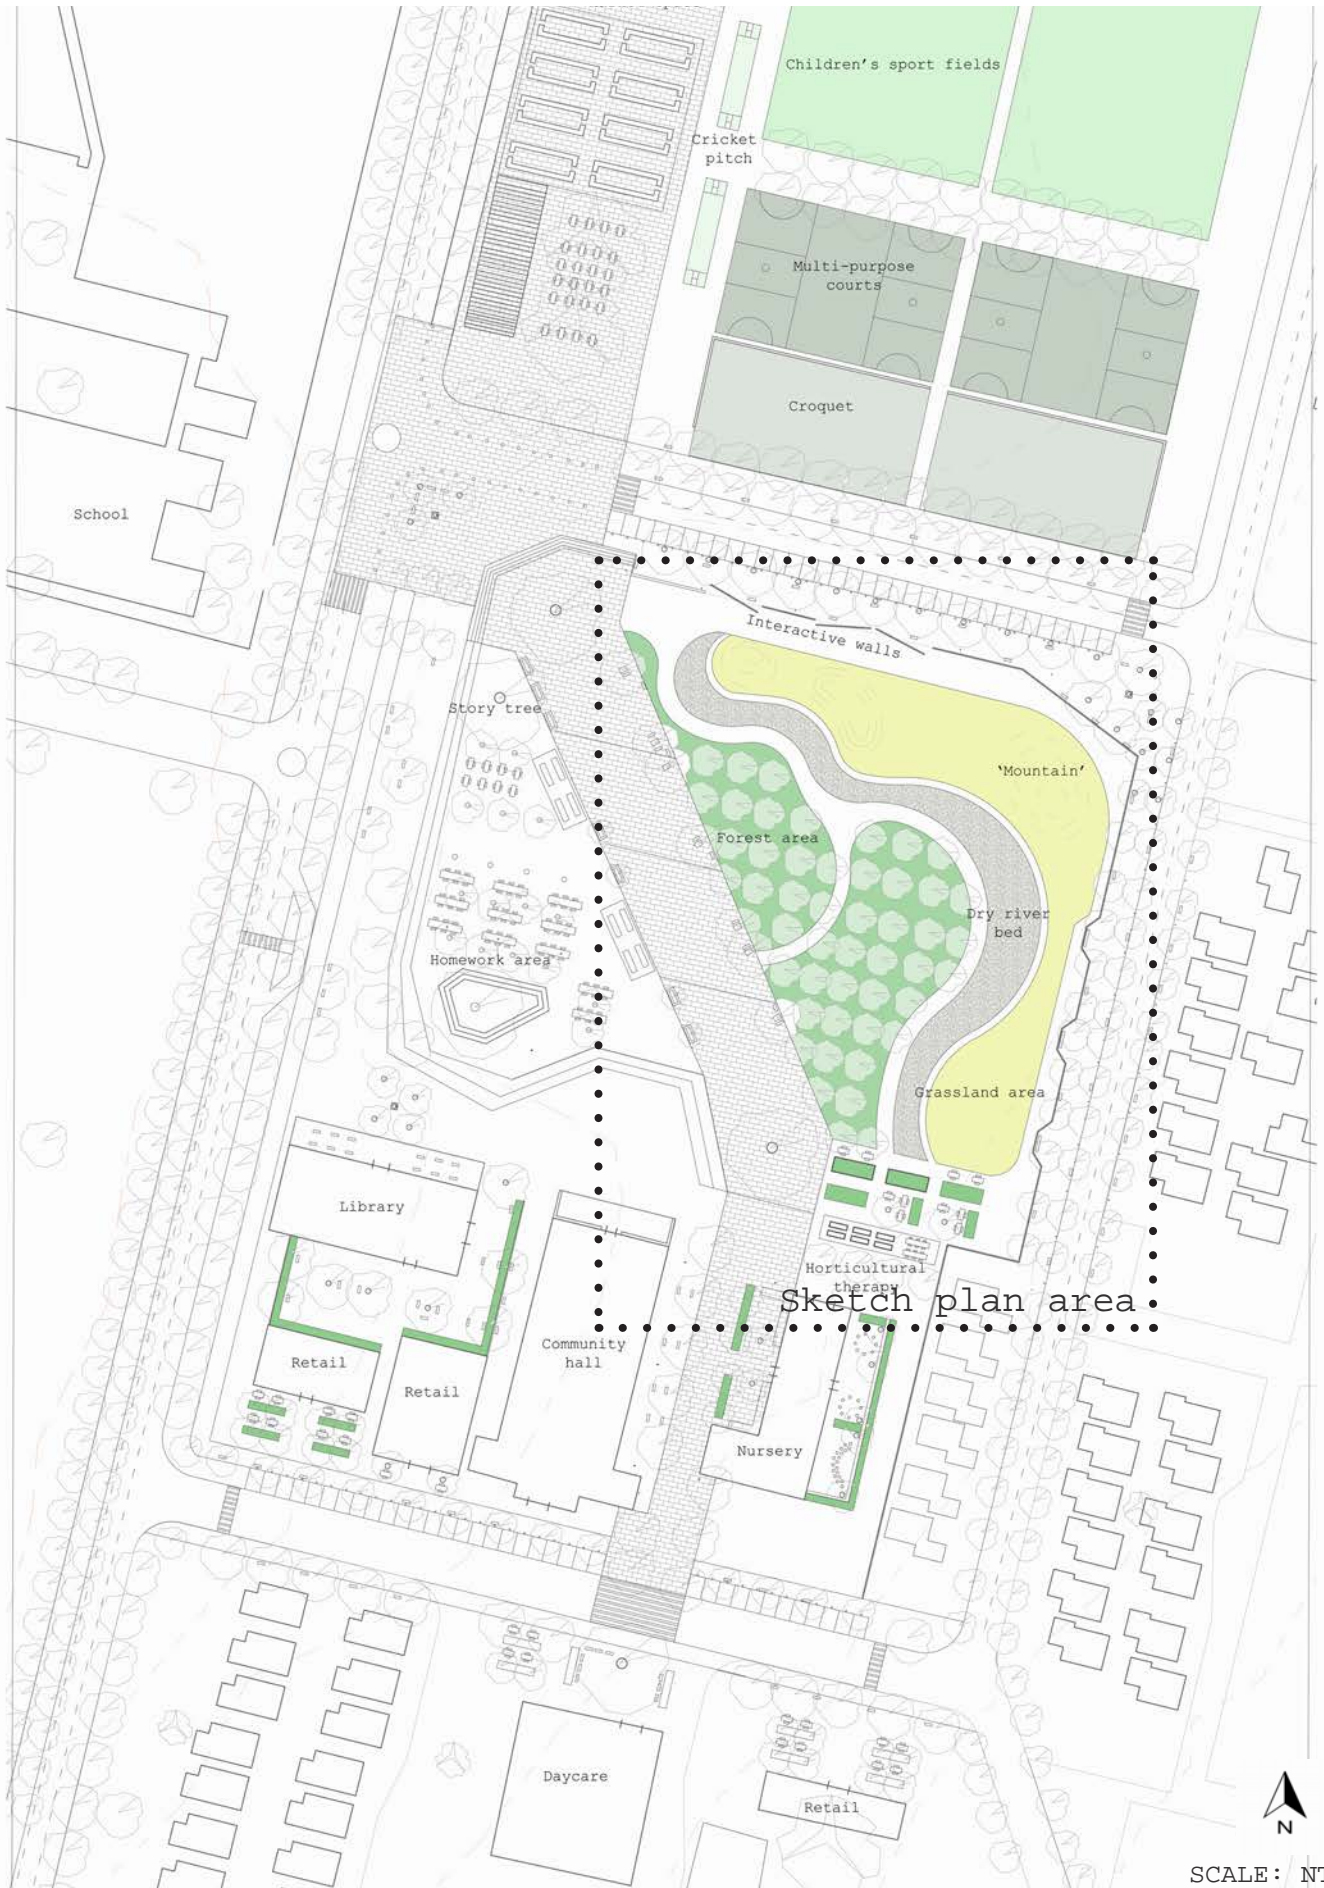 Children's sport fields
Cricket
pitch
Multi-purpose
courts
Croquet
School
Interactive walls
Story tree
'Mountain'
Forest area
Dry river
bed
Homework area
Grassland area
Library
Horticultural
therapy
Sketch plan area
Community
hall
Retail
Retail
Nursery
Daycare
Retail
N
SCALE: